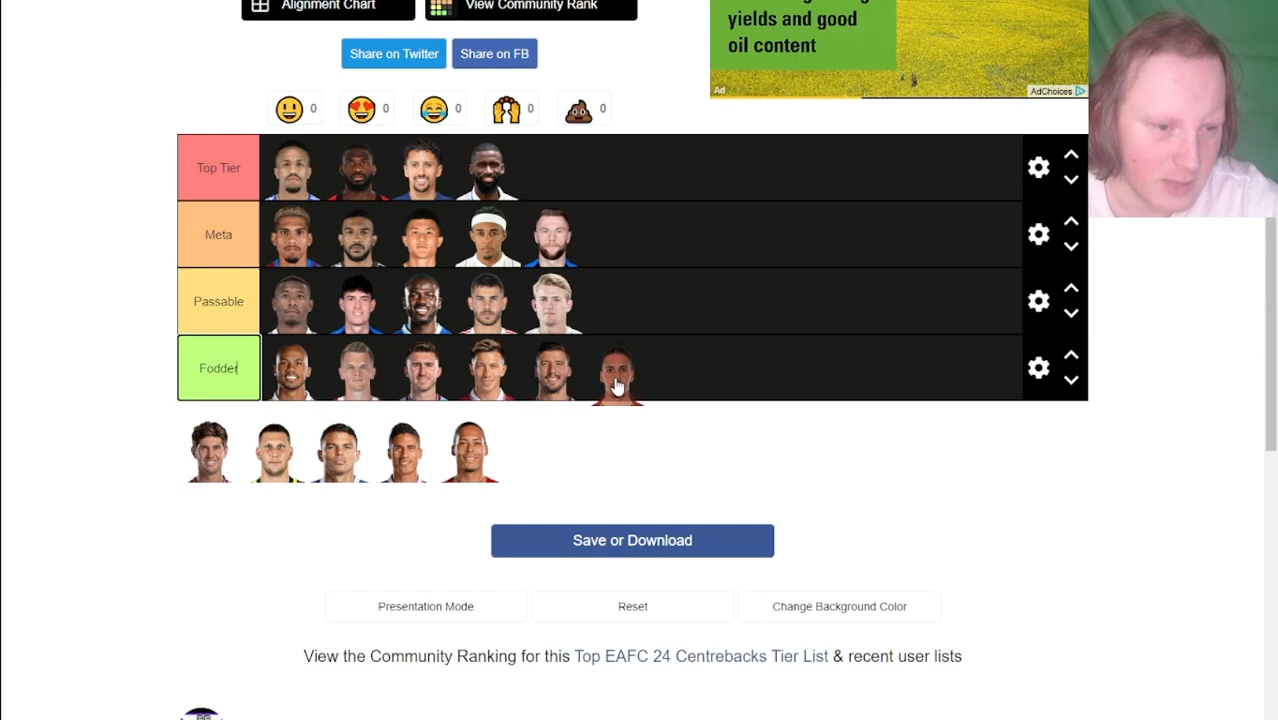 Alignment Chart
View Community Rank
yields and good
oil content
Ad
AdChoices
Share on Twitter
Share on FB
0
0
0
0
0
Top Tier
Meta
Passable
Fodder
Save or Download
Presentation Mode
Reset
Change Background Color
View the Community Ranking for this Top EAFC 24 Centrebacks Tier List & recent user lists